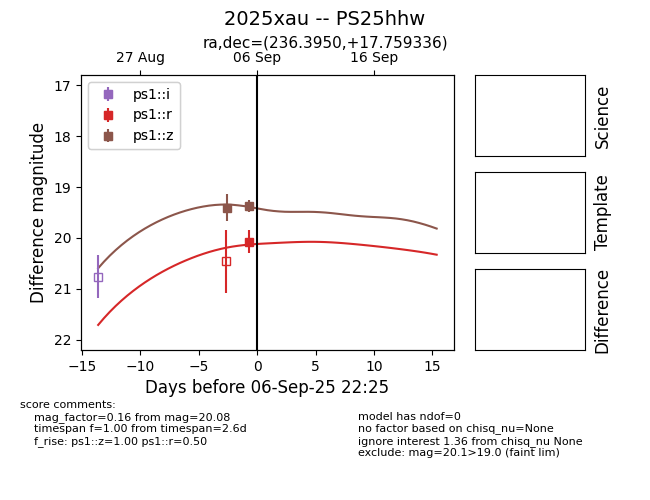 2025xau -- PS25hhw
ra,dec=(236.3950,+17.759336)
27 Aug 06 Sep 16 Sep
ps1::i
ps1::r
ps1::z
17
18
19
20
21
22
Difference magnitude
−15 −10 −5 0 5 10 15
Days before 06-Sep-25 22:25
Science
Template
Difference
score comments:
mag_factor=0.16 from mag=20.08
timespan f=1.00 from timespan=2.6d
f_rise: ps1::z=1.00 ps1::r=0.50
model has ndof=0
no factor based on chisq_nu=None
ignore interest 1.36 from chisq_nu None
exclude: mag=20.1>19.0 (faint lim)